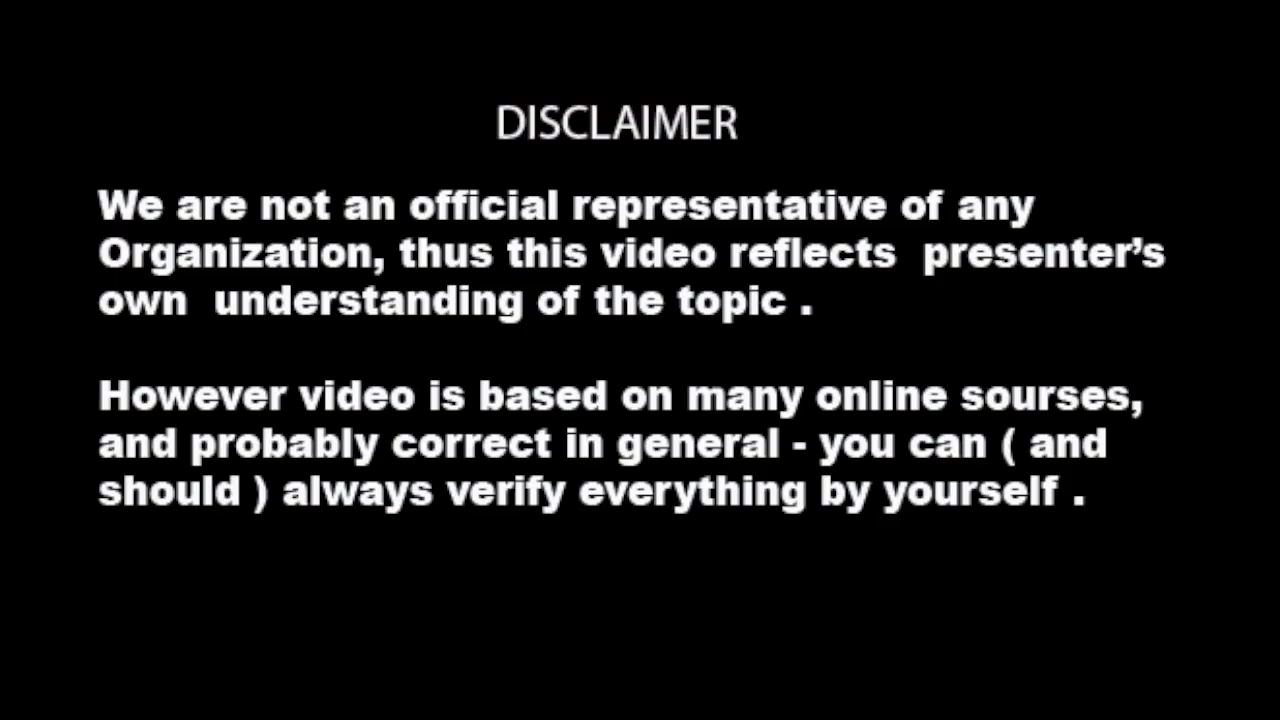 DISCLAIMER
We are not an official representative of any
Organization, thus this video reflects  presenter’s
own  understanding of the topic .
However video is based on many online sourses,
and probably correct in general - you can ( and
should ) always verify everything by yourself .